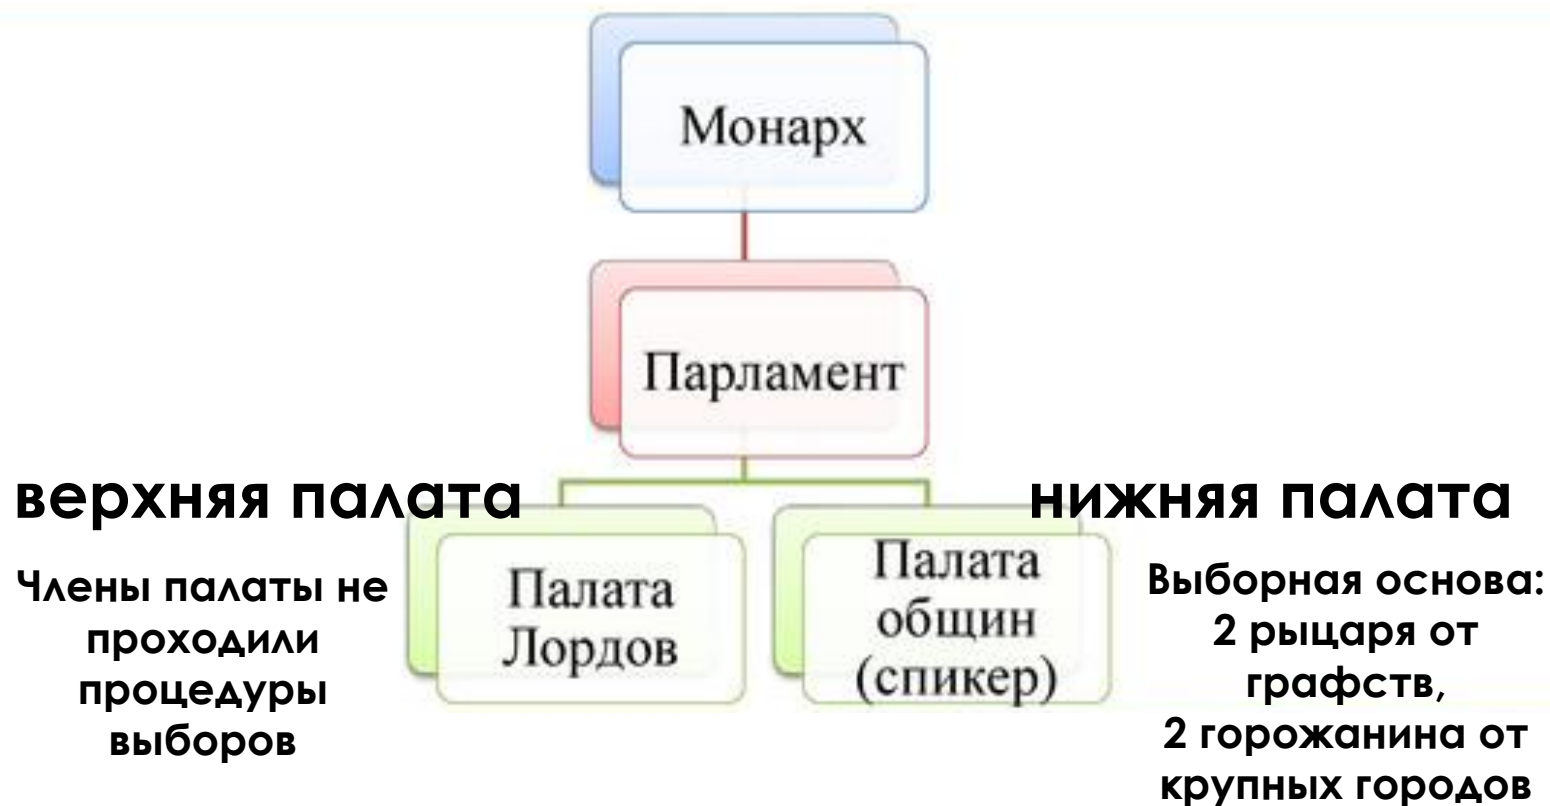 Монарх
Парламент
верхняя палата
Члены палаты не
проходили
процедуры
выборов
Палата
Лордов
Палата
общин
(спикер)
нижняя палата
Выборная основа:
2 рыцаря от
графств,
2 горожанина от
крупных городов